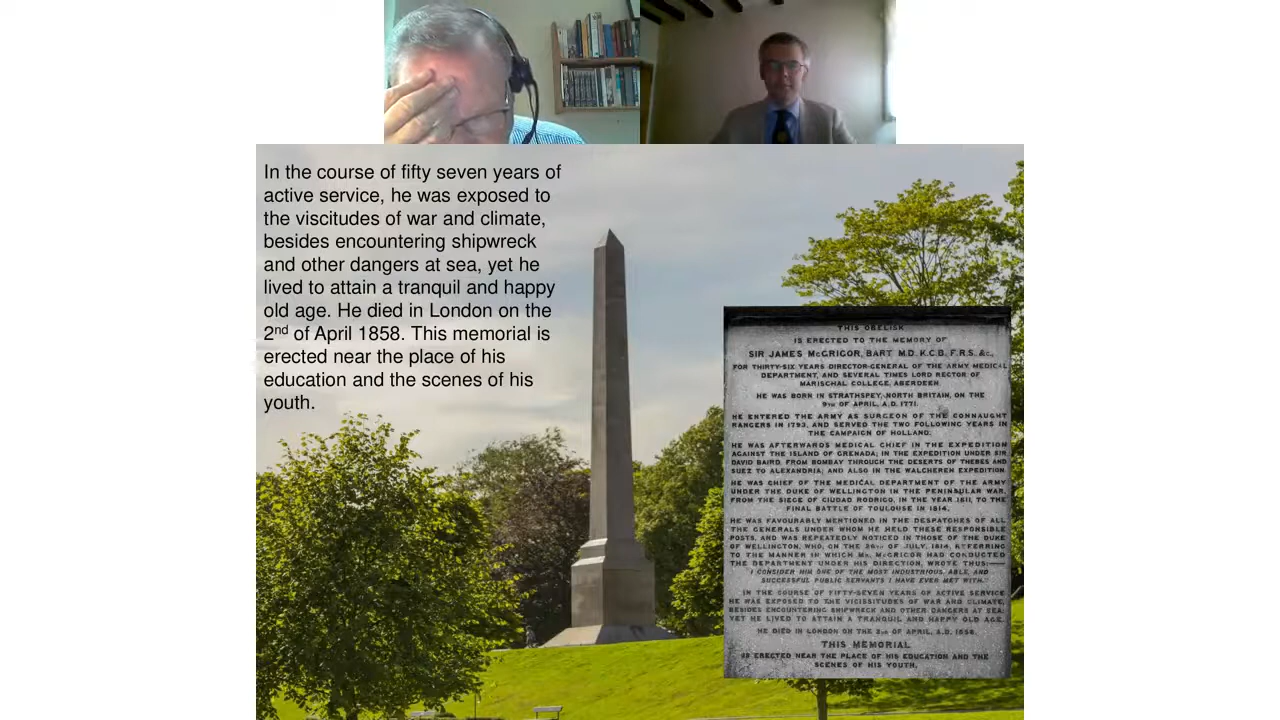 In the course of fifty seven years of
active service, he was exposed to
the viscitudes of war and climate,
besides encountering shipwreck
and other dangers at sea, yet he
lived to attain a tranquil and happy
old age. He died in London on the
2nd of April 1858. This memorial is
erected near the place of his
education and the scenes of his
youth.
THIS OBELISK
IS ERECTED TO THE MEMORY OF
SIR JAMES McGRIGOR, BART M.D. K.C.B. F.R.S. &c.,
FOR THIRTY-SIX YEARS DIRECTOR-GENERAL OF THE ARMY MEDICAL
DEPARTMENT, AND SEVERAL TIMES LORD RECTOR OF
MARISCHAL COLLEGE, ABERDEEN.
HE WAS BORN IN STRATHSPEY, NORTH BRITAIN, ON THE
9TH OF APRIL, A.D. 1771.
HE ENTERED THE ARMY AS SURGEON OF THE CONNAUGHT
RANGERS IN 1793, AND SERVED THE TWO FOLLOWING YEARS IN
THE CAMPAIGN OF HOLLAND.
HE WAS AFTERWARDS MEDICAL CHIEF IN THE EXPEDITION
AGAINST THE ISLAND OF GRENADA; IN THE EXPEDITION UNDER SIR
DAVID BAIRD, FROM BOMBAY THROUGH THE DESERTS OF THEBES AND
SUEZ TO ALEXANDRIA; AND ALSO IN THE WALCHEREN EXPEDITION.
HE WAS CHIEF OF THE MEDICAL DEPARTMENT OF THE ARMY
UNDER THE DUKE OF WELLINGTON IN THE PENINSULAR WAR,
FROM THE SIEGE OF CIUDAD RODRIGO, IN THE YEAR 1811, TO THE
FINAL BATTLE OF TOULOUSE IN 1814.
HE WAS FAVOURABLY MENTIONED IN THE DESPATCHES OF ALL
THE GENERALS UNDER WHOM HE HELD THESE RESPONSIBLE
POSTS, AND WAS REPEATEDLY NOTICED IN THOSE OF THE DUKE
OF WELLINGTON, WHO, ON THE 26TH OF JULY, 1814, REFERRING
TO THE MANNER IN WHICH MR. McGRIGOR HAD CONDUCTED
THE DEPARTMENT UNDER HIS DIRECTION, WROTE THUS:—
"I CONSIDER HIM ONE OF THE MOST INDUSTRIOUS, ABLE, AND
SUCCESSFUL PUBLIC SERVANTS I HAVE EVER MET WITH."
IN THE COURSE OF FIFTY-SEVEN YEARS OF ACTIVE SERVICE
HE WAS EXPOSED TO THE VICISSITUDES OF WAR AND CLIMATE,
BESIDES ENCOUNTERING SHIPWRECK AND OTHER DANGERS AT SEA;
YET HE LIVED TO ATTAIN A TRANQUIL AND HAPPY OLD AGE.
HE DIED IN LONDON ON THE 2ND OF APRIL, A.D. 1858.
THIS MEMORIAL
IS ERECTED NEAR THE PLACE OF HIS EDUCATION AND THE
SCENES OF HIS YOUTH.